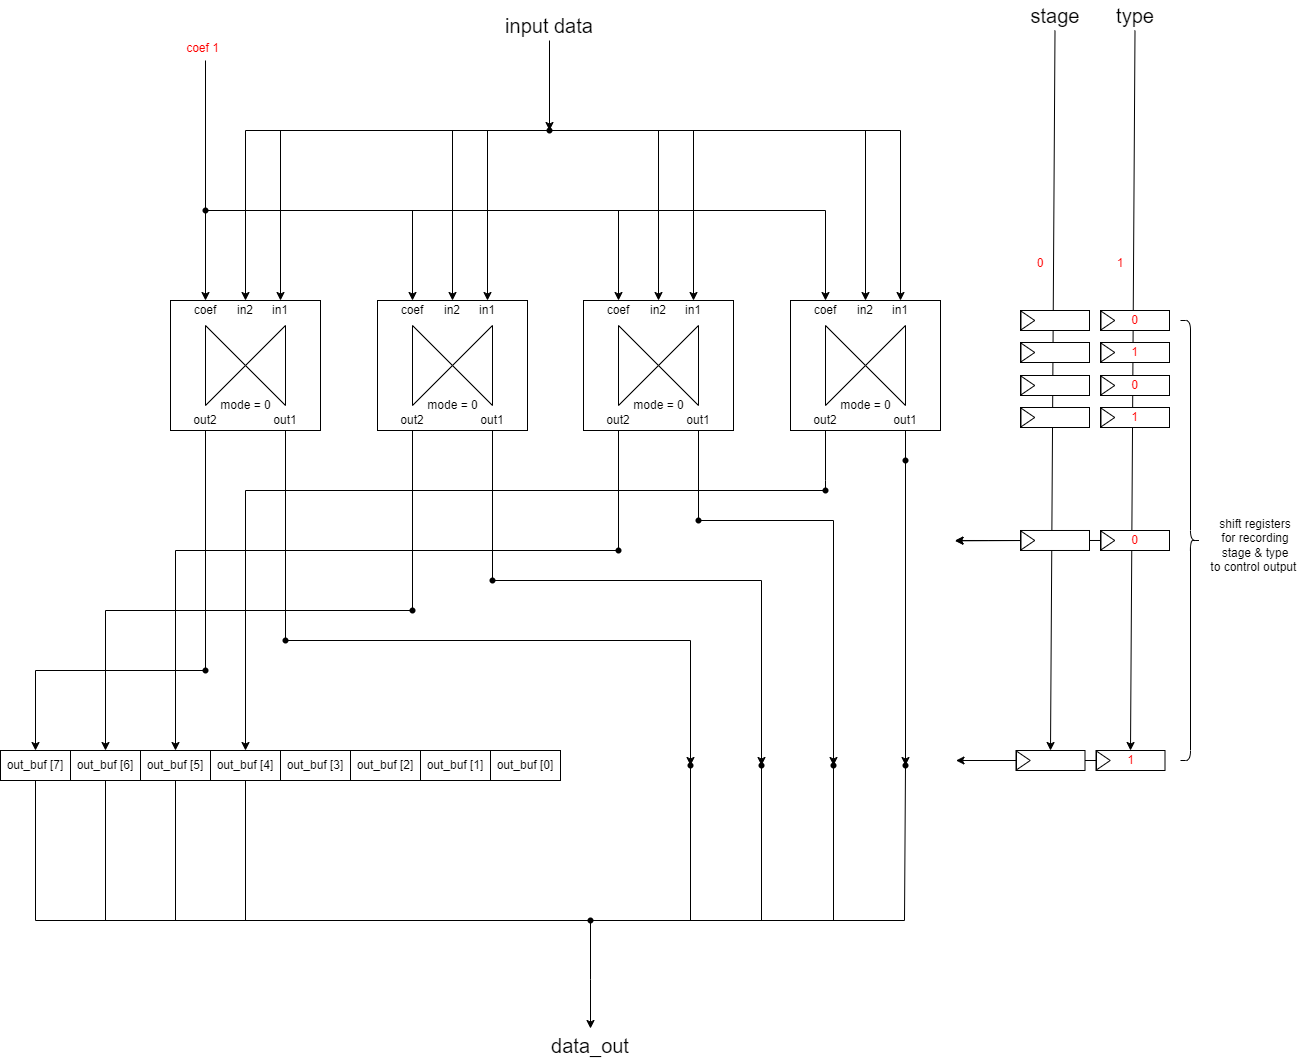 stage type
input data
coef 1
0 1
coef in2 in1 coef in2 in1 coef in2 in1 coef in2 in1
0
1
0
mode = 0 mode = 0 mode = 0 mode = 0
1
out2 out1 out2 out1 out2 out1 out2 out1
shift registers
for recording
0
stage & type
to control output
out_buf [7] out_buf [6] out_buf [5] out_buf [4] out_buf [3] out_buf [2] out_buf [1] out_buf [0]
1
data_out